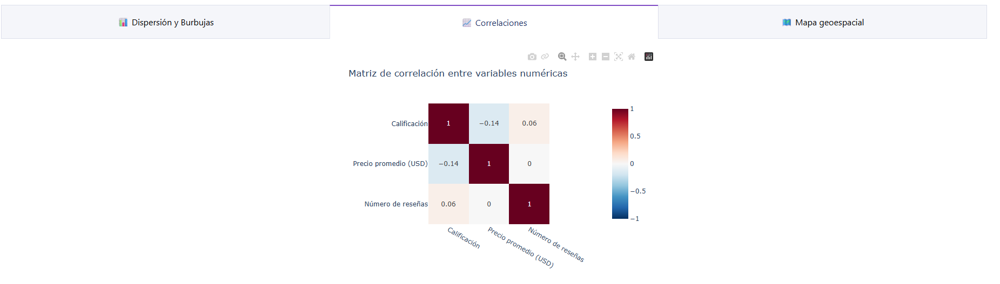 Dispersión y Burbujas
Correlaciones
Mapa geoespacial
Matriz de correlación entre variables numéricas
Calificación
1
−0.14
0.06
Precio promedio (USD)
−0.14
1
0
Número de reseñas
0.06
0
1
Calificación
Precio promedio (USD)
Número de reseñas
1
0.5
0
−0.5
−1